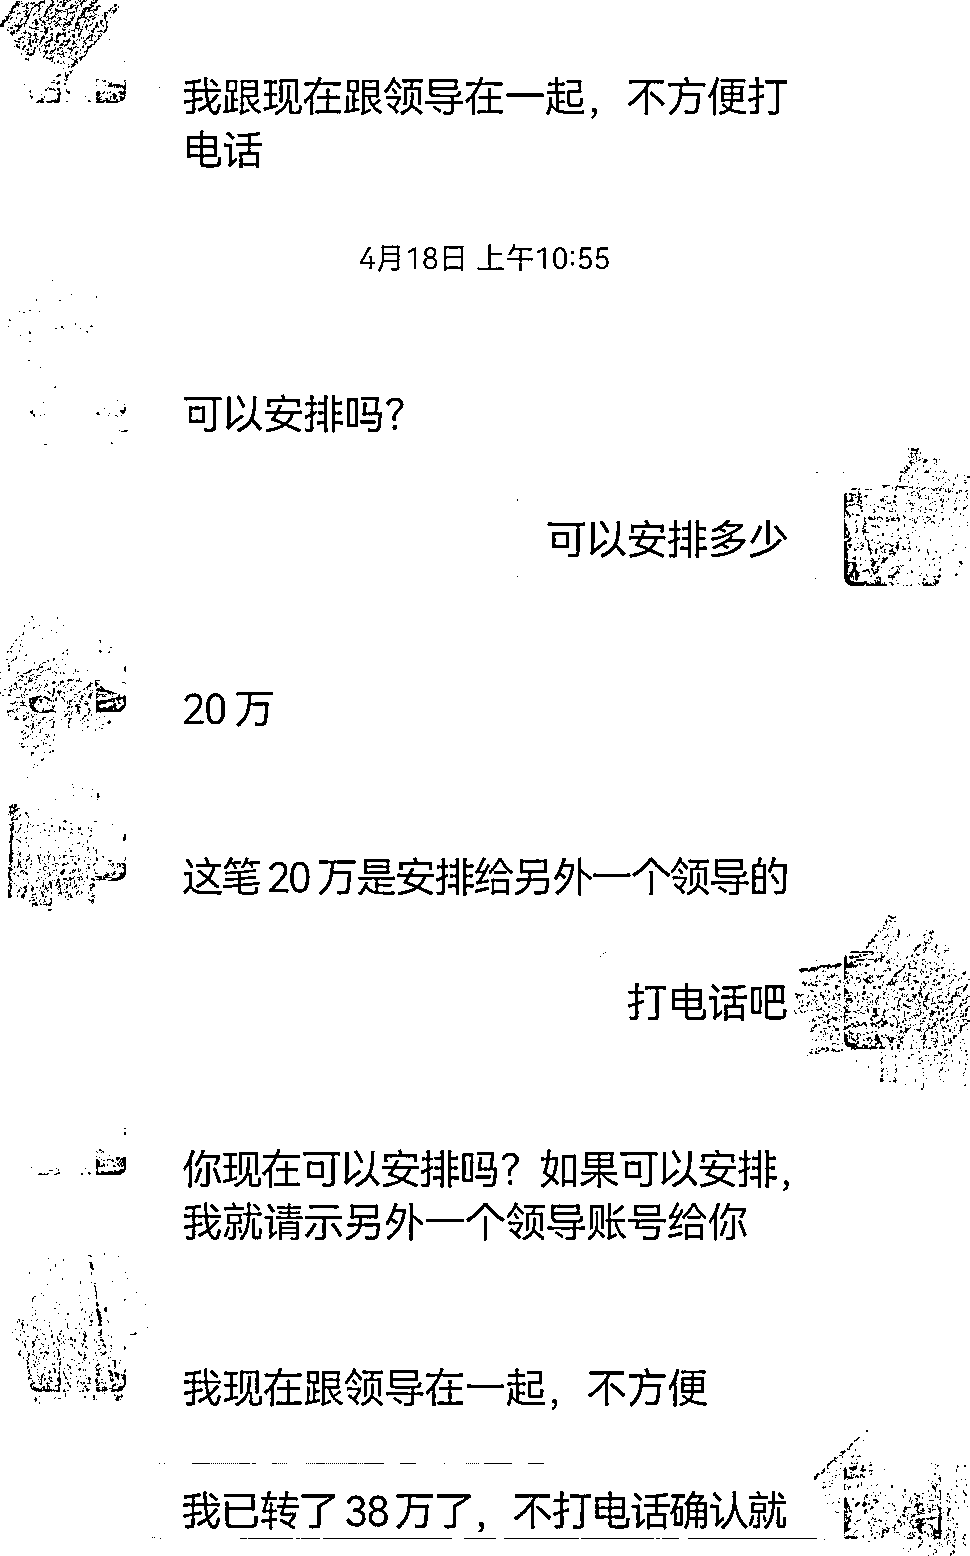 我跟现在跟领导在一起，不方便打
电话
4月18日 上午10:55
可以安排吗？
可以安排多少
20万
这笔20万是安排给另外一个领导的
打电话吧
你现在可以安排吗？如果可以安排，
我就请示另外一个领导账号给你
我现在跟领导在一起，不方便
我已转了38万了，不打电话确认就